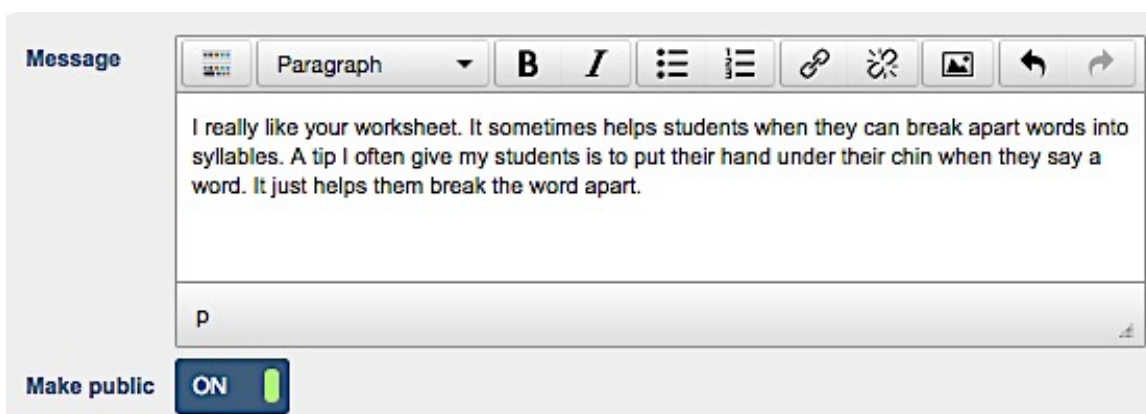 Message
Paragraph B I
I really like your worksheet. It sometimes helps students when they can break apart words into
syllables. A tip I often give my students is to put their hand under their chin when they say a
word. It just helps them break the word apart.
p
Make public ON